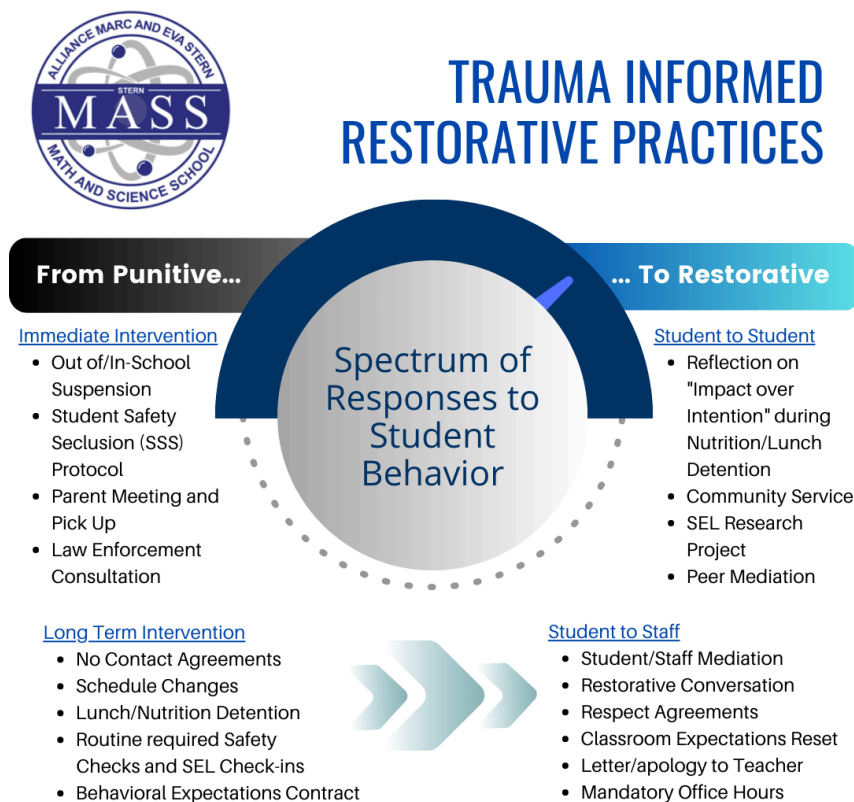 ALLIANCE MARC AND EVA STERN
STERN
MASS
MATH AND SCIENCE SCHOOL
TRAUMA INFORMED
RESTORATIVE PRACTICES
From Punitive...
... To Restorative
Spectrum of
Responses to
Student
Behavior
Immediate Intervention
• Out of/In-School
Suspension
• Student Safety
Seclusion (SSS)
Protocol
• Parent Meeting and
Pick Up
• Law Enforcement
Consultation
Student to Student
• Reflection on
"Impact over
Intention" during
Nutrition/Lunch
Detention
• Community Service
• SEL Research
Project
• Peer Mediation
Long Term Intervention
• No Contact Agreements
• Schedule Changes
• Lunch/Nutrition Detention
• Routine required Safety
Checks and SEL Check-ins
• Behavioral Expectations Contract
Student to Staff
• Student/Staff Mediation
• Restorative Conversation
• Respect Agreements
• Classroom Expectations Reset
• Letter/apology to Teacher
• Mandatory Office Hours